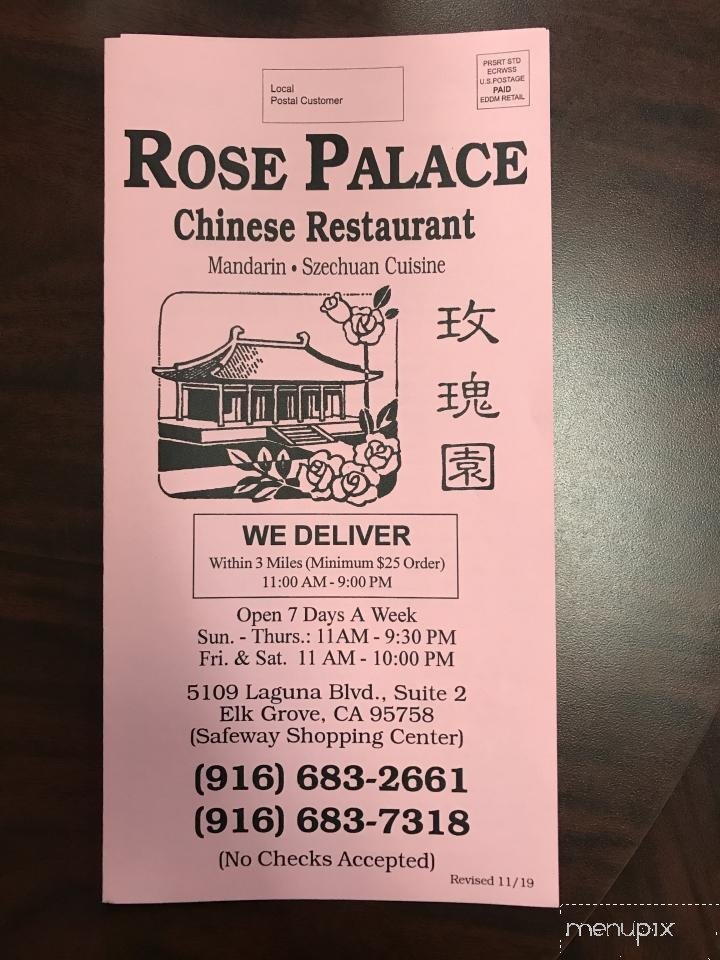 Local
Postal Customer
PRSRT STD
ECRWSS
U.S.POSTAGE
PAID
EDDM RETAIL
ROSE PALACE
Chinese Restaurant
Mandarin • Szechuan Cuisine
玫
瑰
園
WE DELIVER
Within 3 Miles (Minimum $25 Order)
11:00 AM - 9:00 PM
Open 7 Days A Week
Sun. - Thurs.: 11AM - 9:30 PM
Fri. & Sat. 11 AM - 10:00 PM
5109 Laguna Blvd., Suite 2
Elk Grove, CA 95758
(Safeway Shopping Center)
(916) 683-2661
(916) 683-7318
(No Checks Accepted)
Revised 11/19
menupix